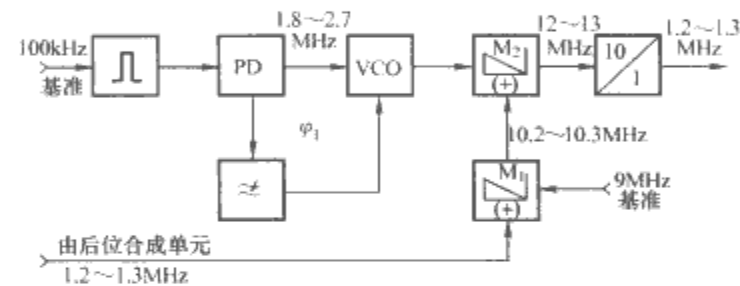 1.8～2.7
MHz
12～13
MHz
1.2～1.3
MHz
100kHz
基准
PD
VCO
M₂
(+)
10
1
φ₁
10.2～10.3MHz
M₁
(+)
9MHz
基准
由后位合成单元
1.2～1.3MHz